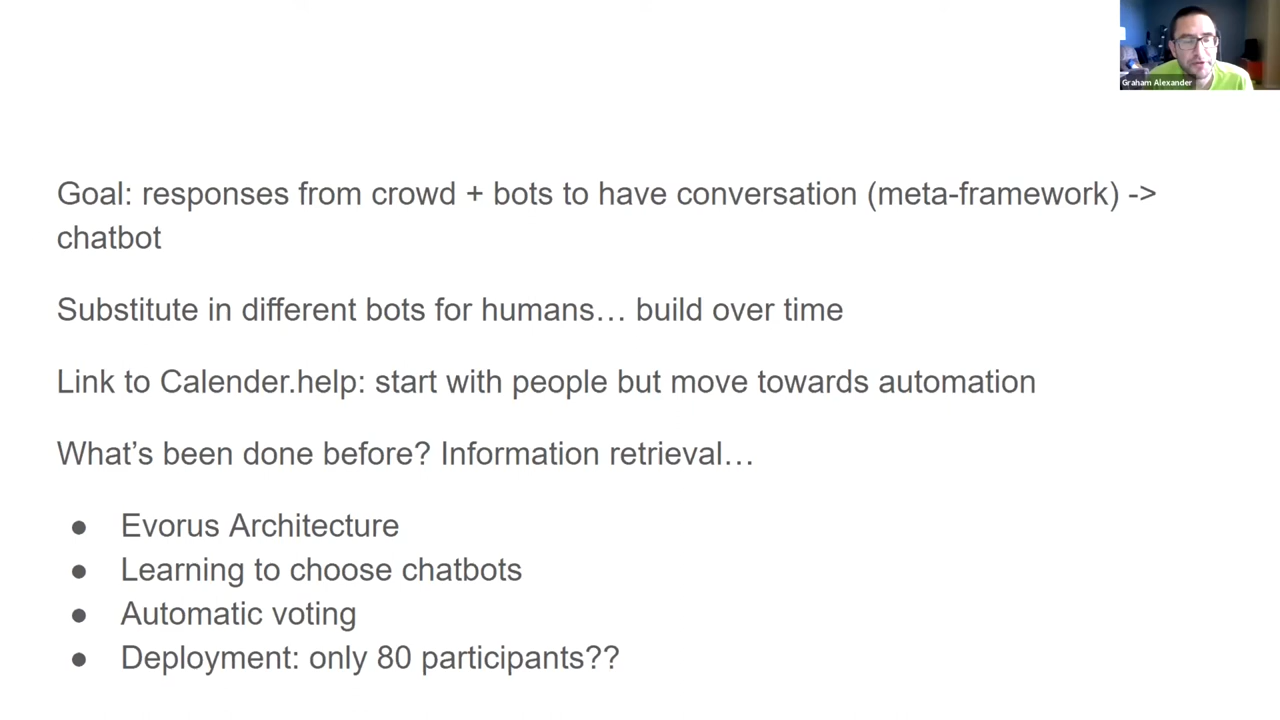 Graham Alexander
Goal: responses from crowd + bots to have conversation (meta-framework) ->
chatbot
Substitute in different bots for humans… build over time
Link to Calender.help: start with people but move towards automation
What’s been done before? Information retrieval…
● Evorus Architecture
● Learning to choose chatbots
● Automatic voting
● Deployment: only 80 participants??